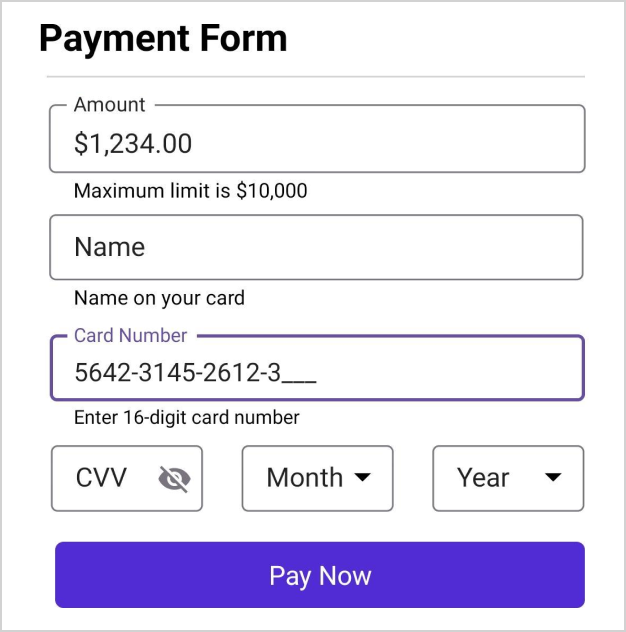 Payment Form
Amount
$1,234.00
Maximum limit is $10,000
Name
Name on your card
Card Number
5642-3145-2612-3___
Enter 16-digit card number
CVV Month Year
Pay Now